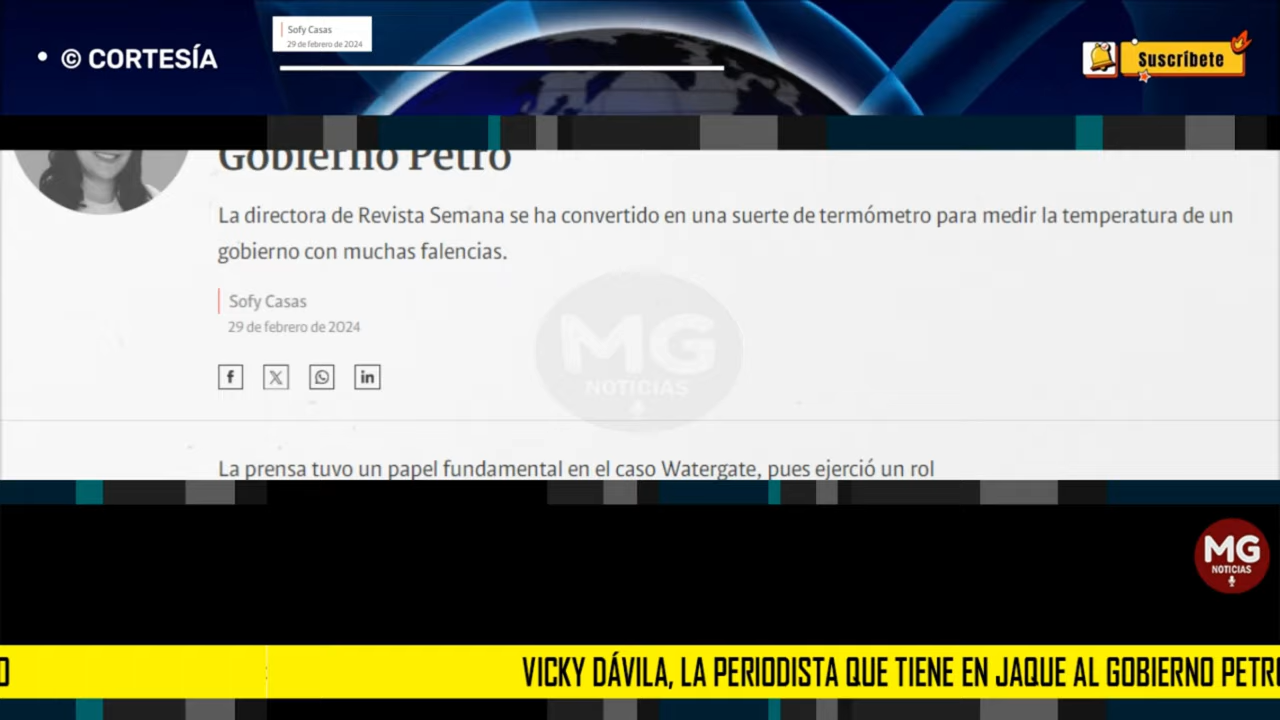 • © CORTESÍA
Sofy Casas
29 de febrero de 2024
Suscríbete
Gobierno Petro
La directora de Revista Semana se ha convertido en una suerte de termómetro para medir la temperatura de un
gobierno con muchas falencias.
Sofy Casas
29 de febrero de 2024
MG
NOTICIAS
La prensa tuvo un papel fundamental en el caso Watergate, pues ejerció un rol
MG
NOTICIAS
O VICKY DÁVILA, LA PERIODISTA QUE TIENE EN JAQUE AL GOBIERNO PETR